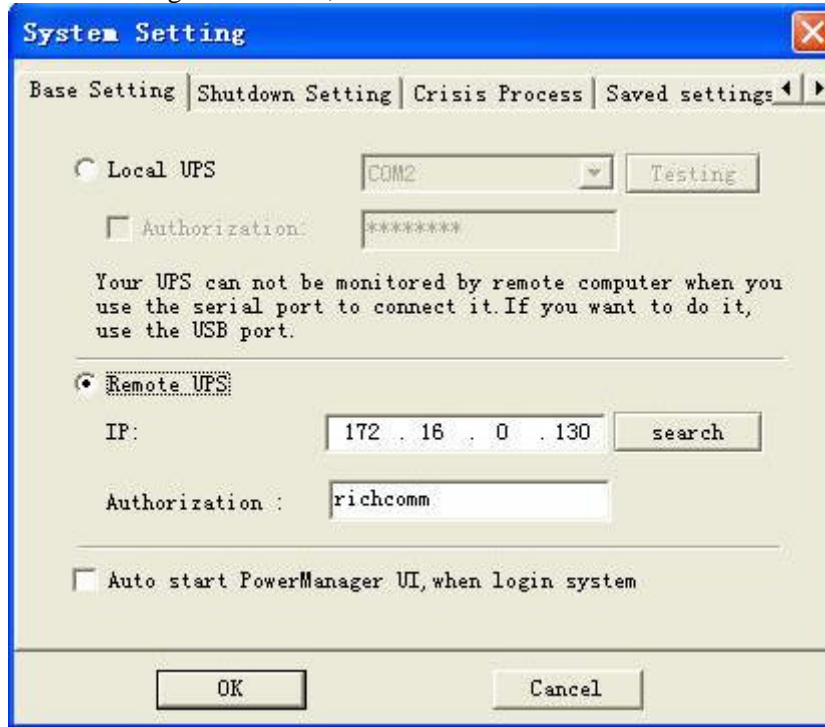 System Setting
Base Setting Shutdown Setting Crisis Process Saved settings
Local UPS COM2 Testing
Authorization: ********
Your UPS can not be monitored by remote computer when you
use the serial port to connect it.If you want to do it,
use the USB port.
Remote UPS
IP: 172 . 16 . 0 . 130 search
Authorization : richcomm
Auto start PowerManager UI,when login system
OK Cancel